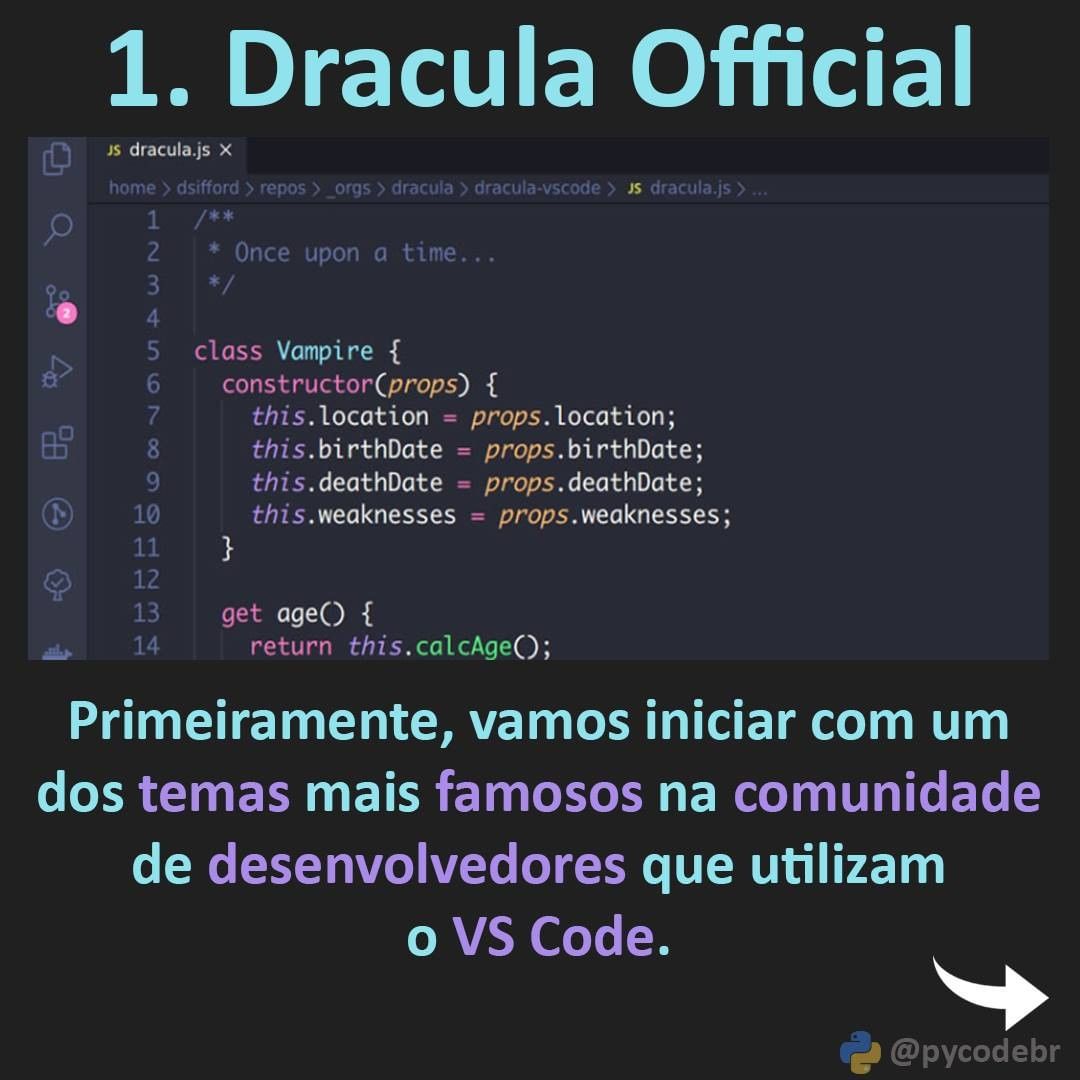 1. Dracula Official
JS dracula.js ×
home > dsifford > repos > _orgs > dracula > dracula-vscode > JS dracula.js > ...
1 /**
2 * Once upon a time...
3 */
4
5 class Vampire {
6 constructor(props) {
7 this.location = props.location;
8 this.birthDate = props.birthDate;
9 this.deathDate = props.deathDate;
10 this.weaknesses = props.weaknesses;
11 }
12
13 get age() {
14 return this.calcAge();
2
Primeiramente, vamos iniciar com um
dos temas mais famosos na comunidade
de desenvolvedores que utilizam
o VS Code.
@pycodebr